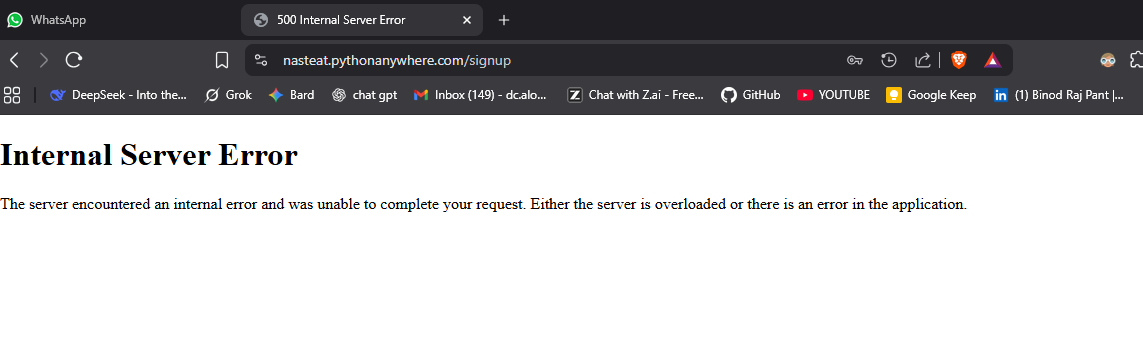 WhatsApp
500 Internal Server Error
nasteat.pythonanywhere.com/signup
DeepSeek - Into the... Grok Bard chat gpt Inbox (149) - dc.alo... Chat with Z.ai - Free... GitHub YOUTUBE Google Keep (1) Binod Raj Pant |...
Internal Server Error
The server encountered an internal error and was unable to complete your request. Either the server is overloaded or there is an error in the application.